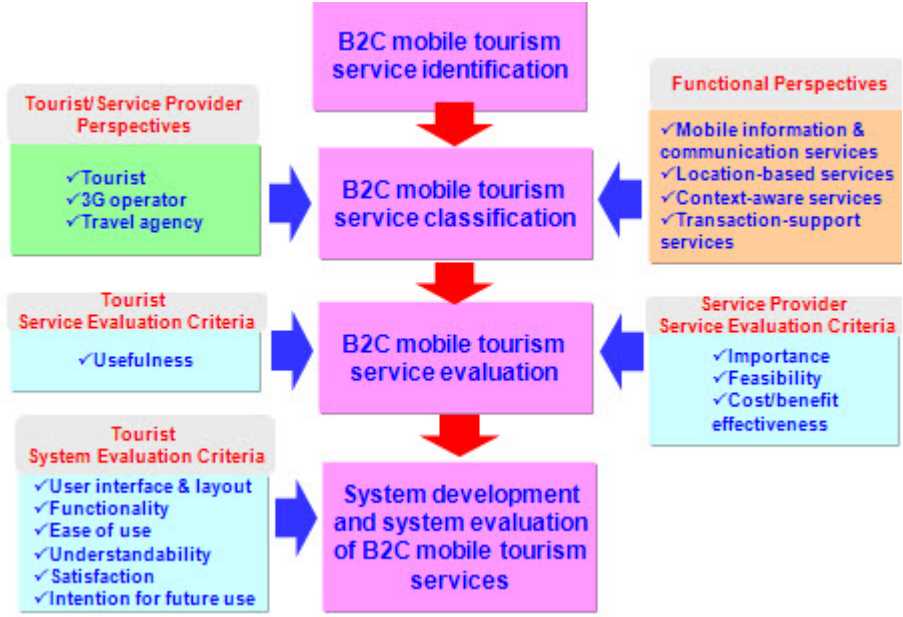 B2C mobile tourism
service identification
Tourist/Service Provider
Perspectives
✓Tourist
✓3G operator
✓Travel agency
B2C mobile tourism
service classification
Functional Perspectives
✓Mobile information &
communication services
✓Location-based services
✓Context-aware services
✓Transaction-support
services
Tourist
Service Evaluation Criteria
✓Usefulness
B2C mobile tourism
service evaluation
Service Provider
Service Evaluation Criteria
✓Importance
✓Feasibility
✓Cost/benefit
effectiveness
Tourist
System Evaluation Criteria
✓User interface & layout
✓Functionality
✓Ease of use
✓Understandability
✓Satisfaction
✓Intention for future use
System development
and system evaluation
of B2C mobile tourism
services